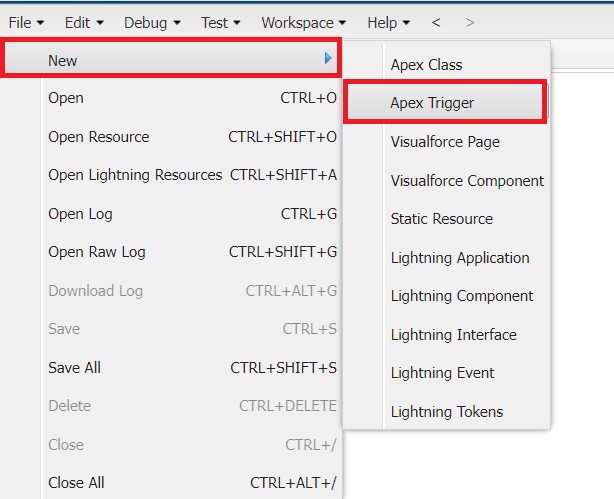 File Edit Debug Test Workspace Help < >
New
Open CTRL+O
Open Resource CTRL+SHIFT+O
Open Lightning Resources CTRL+SHIFT+A
Open Log CTRL+G
Open Raw Log CTRL+SHIFT+G
Download Log CTRL+ALT+G
Save CTRL+S
Save All CTRL+SHIFT+S
Delete CTRL+DELETE
Close CTRL+/
Close All CTRL+ALT+/
Apex Class
Apex Trigger
Visualforce Page
Visualforce Component
Static Resource
Lightning Application
Lightning Component
Lightning Interface
Lightning Event
Lightning Tokens